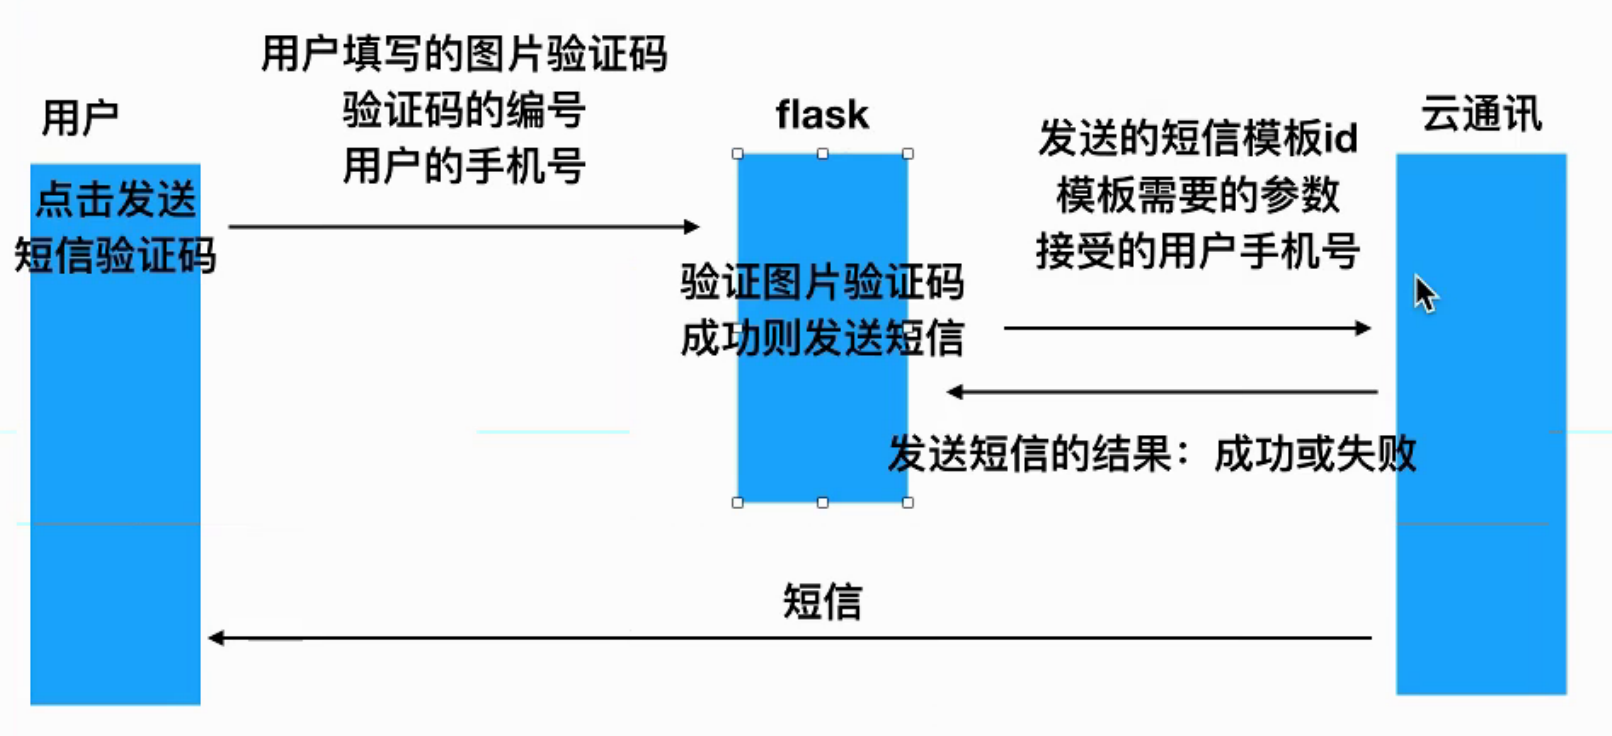 用户
点击发送
短信验证码
用户填写的图片验证码
验证码的编号
用户的手机号
flask
验证图片验证码
成功则发送短信
发送的短信模板id
模板需要的参数
接受的用户手机号
云通讯
发送短信的结果：成功或失败
短信